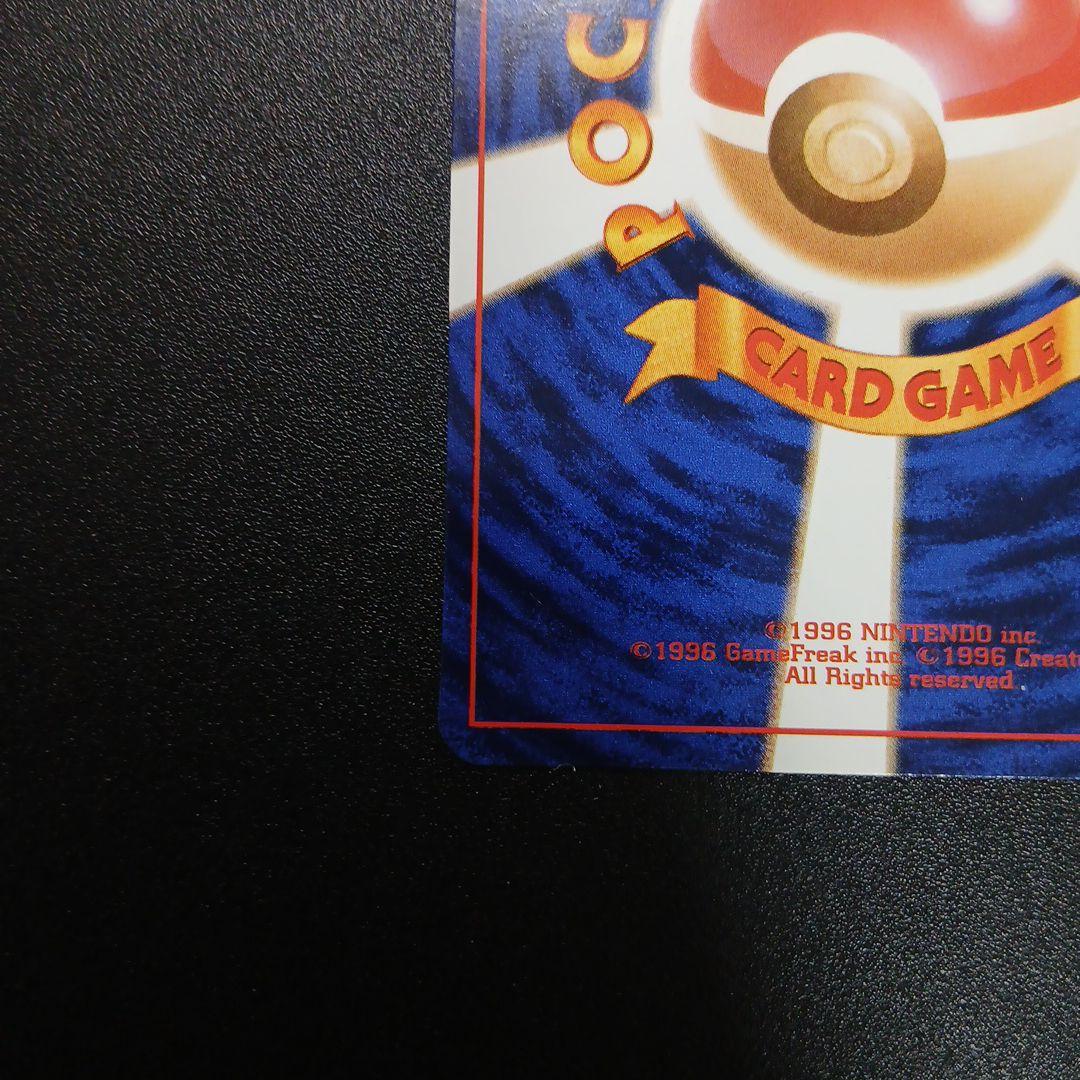 POC
CARD GAME
©1996 NINTENDO inc.
©1996 GameFreak inc. ©1996 Creat
All Rights reserved.